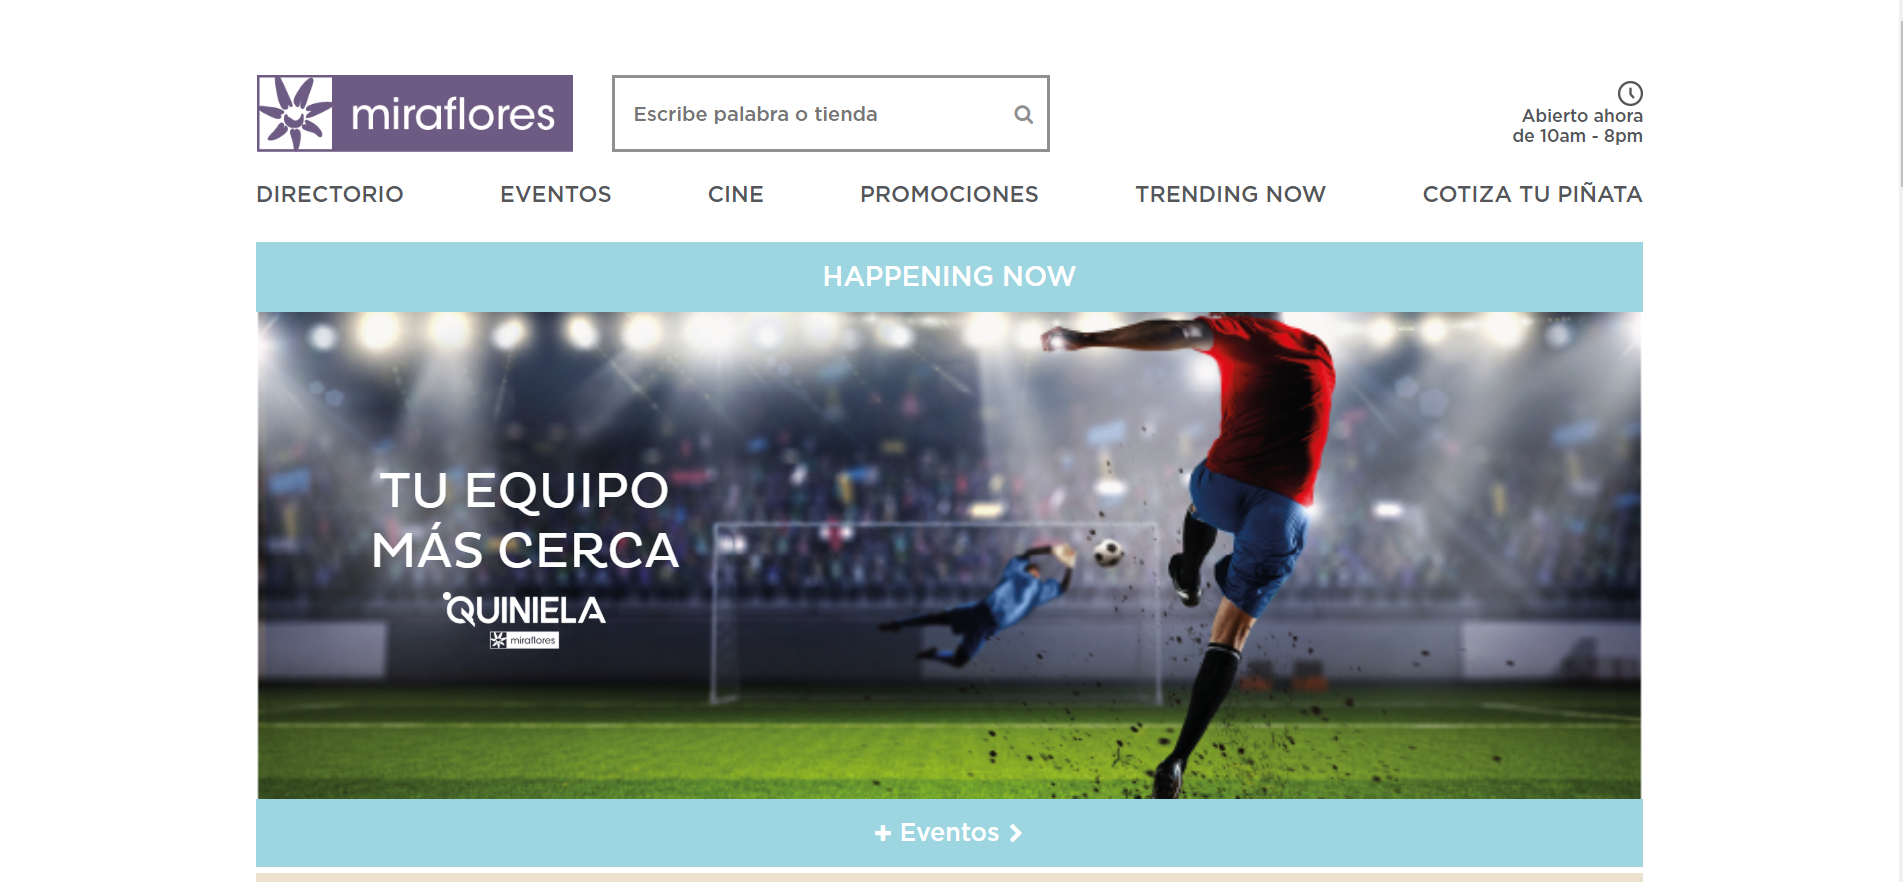 miraflores
Escribe palabra o tienda
Abierto ahora
de 10am - 8pm
DIRECTORIO
EVENTOS
CINE
PROMOCIONES
TRENDING NOW
COTIZA TU PIÑATA
HAPPENING NOW
TU EQUIPO
MÁS CERCA
QUINIELA
miraflores
+ Eventos